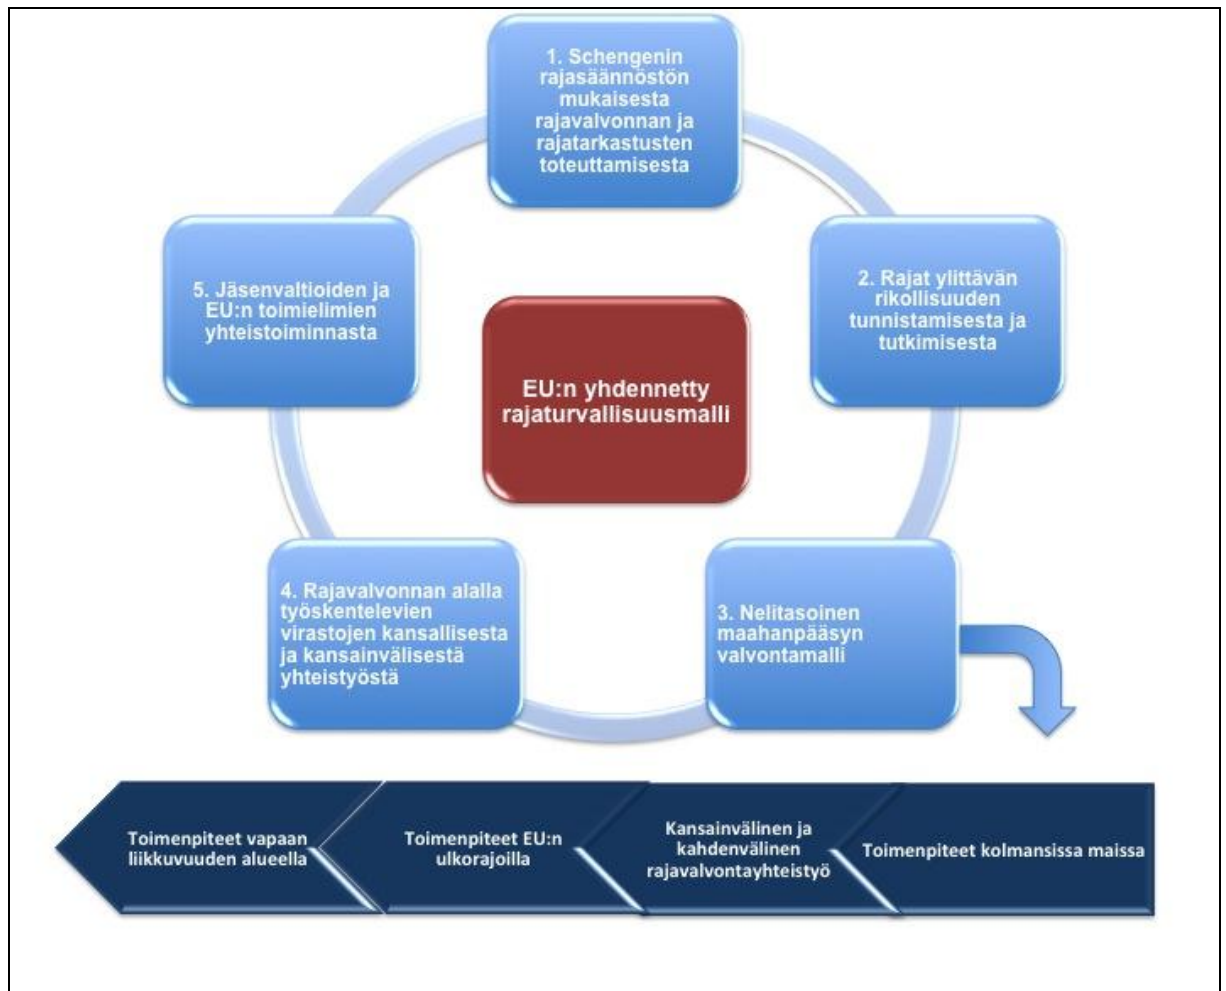 1. Schengenin
rajasäännöstön
mukaisesta
rajavalvonnan ja
rajatarkastusten
toteuttamisesta
2. Rajat ylittävän
rikollisuuden
tunnistamisesta ja
tutkimisesta
3. Nelitasoinen
maahanpääsyn
valvontamalli
4. Rajavalvonnan alalla
työskentelevien
virastojen kansallisesta
ja kansainvälisestä
yhteistyöstä
5. Jäsenvaltioiden ja
EU:n toimielimien
yhteistoiminnasta
EU:n yhdennetty
rajaturvallisuusmalli
Toimenpiteet vapaan
liikkuvuuden alueella
Toimenpiteet EU:n
ulkorajoilla
Kansainvälinen ja
kahdenvälinen
rajavalvontayhteistyö
Toimenpiteet kolmansissa maissa